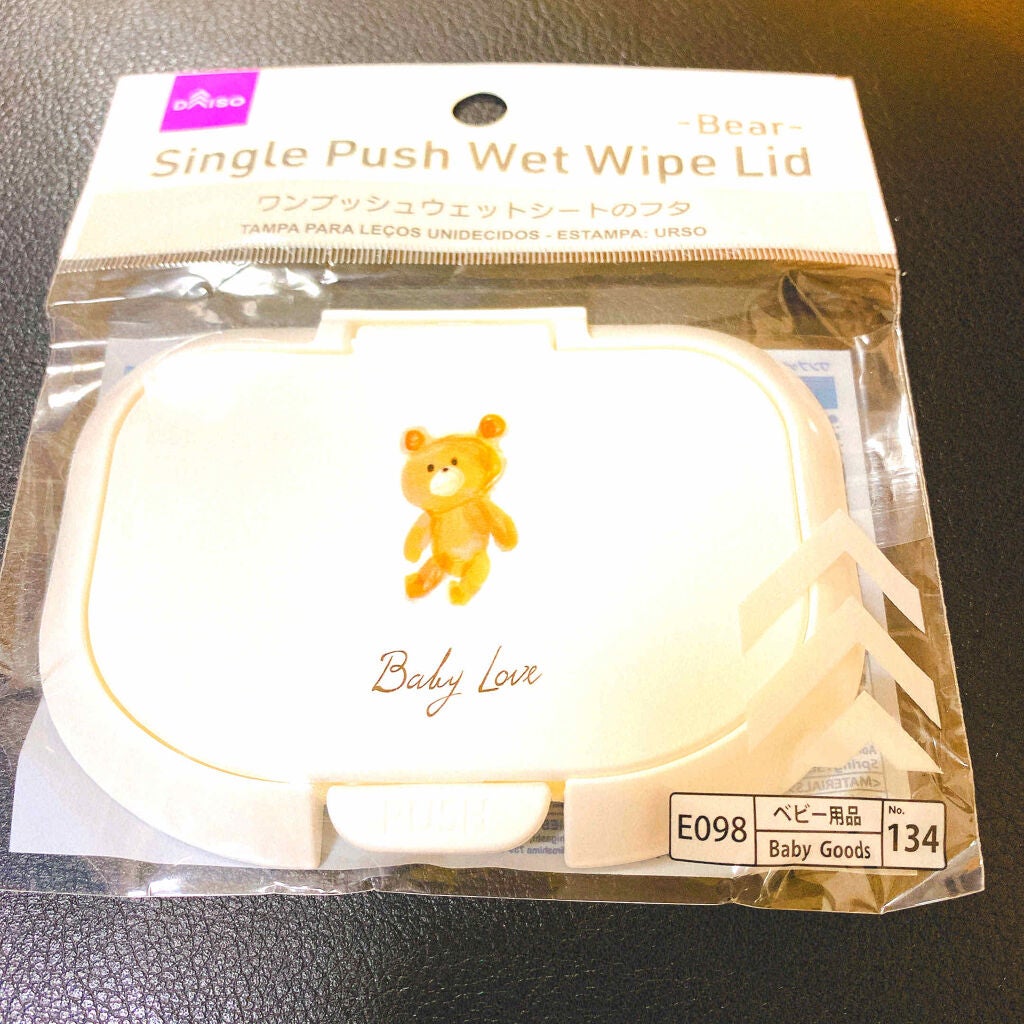 DAISO
-Bear-
Single Push Wet Wipe Lid
ワンプッシュウェットシートのフタ
TAMPA PARA LEÇOS UNIDECIDOS - ESTAMPA: URSO
Baby Love
PUSH
E098
ベビー用品
Baby Goods
No.
134
<MATERIALS